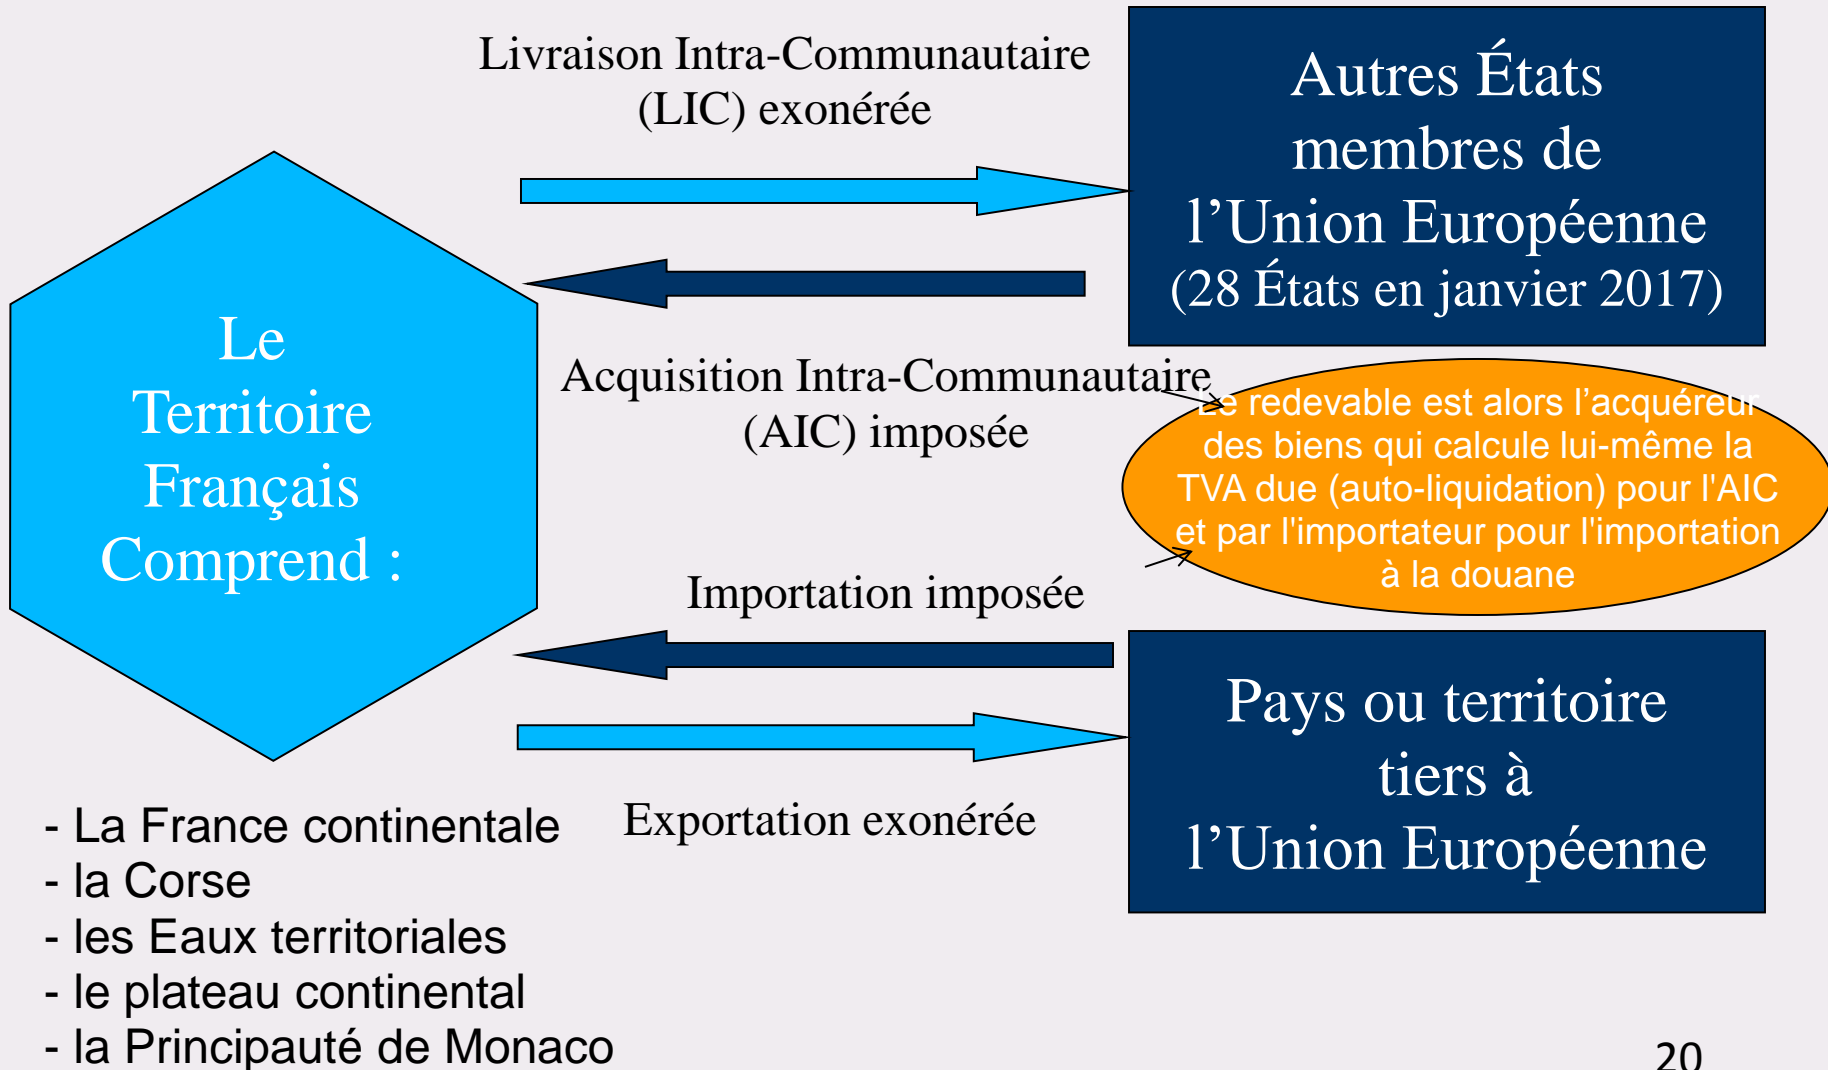 Livraison Intra-Communautaire
(LIC) exonérée
Autres États
membres de
l’Union Européenne
(28 États en janvier 2017)
Le
Territoire
Français
Comprend :
Acquisition Intra-Communautaire
(AIC) imposée
Le redevable est alors l’acquéreur
des biens qui calcule lui-même la
TVA due (auto-liquidation) pour l'AIC
et par l'importateur pour l'importation
à la douane
Importation imposée
Pays ou territoire
tiers à
l’Union Européenne
Exportation exonérée
- La France continentale
- la Corse
- les Eaux territoriales
- le plateau continental
- la Principauté de Monaco
20